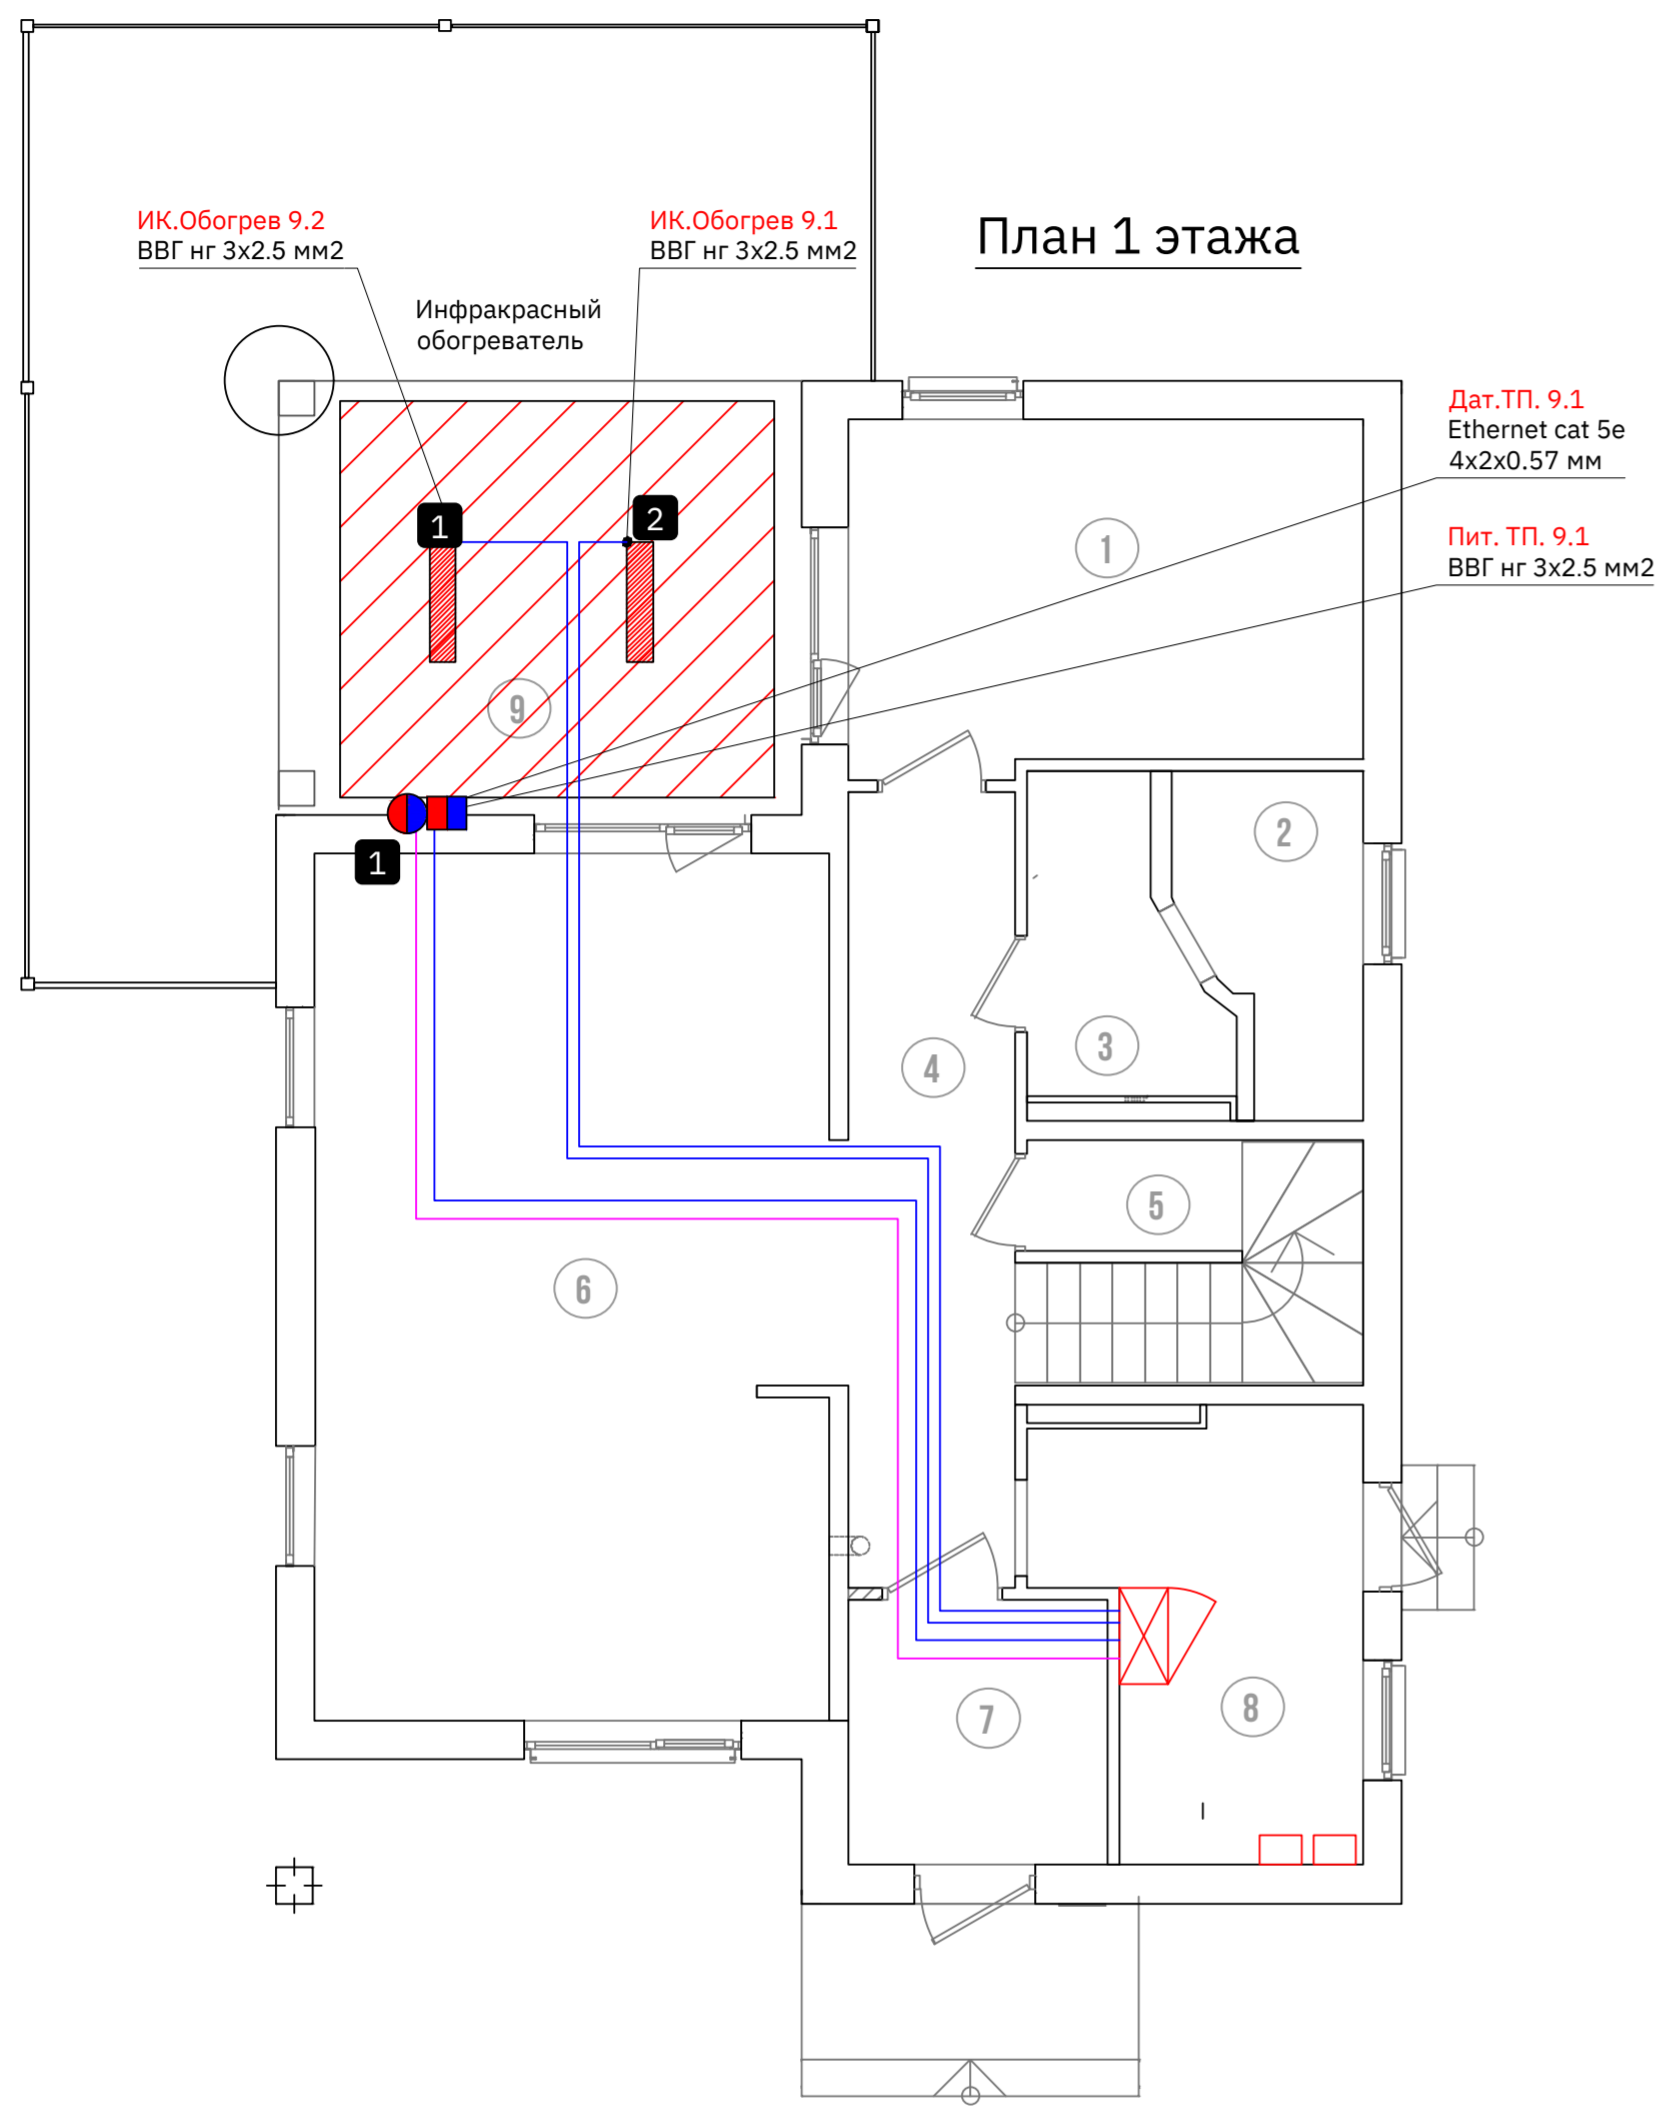 ИК.Обогрев 9.2
ВВГ нг 3х2.5 мм2
ИК.Обогрев 9.1
ВВГ нг 3х2.5 мм2
План 1 этажа
Инфракрасный
обогреватель
Дат.ТП. 9.1
Ethernet cat 5e
4x2x0.57 мм
Пит. ТП. 9.1
ВВГ нг 3х2.5 мм2
1
2
1
9
2
1
3
4
5
6
7
8